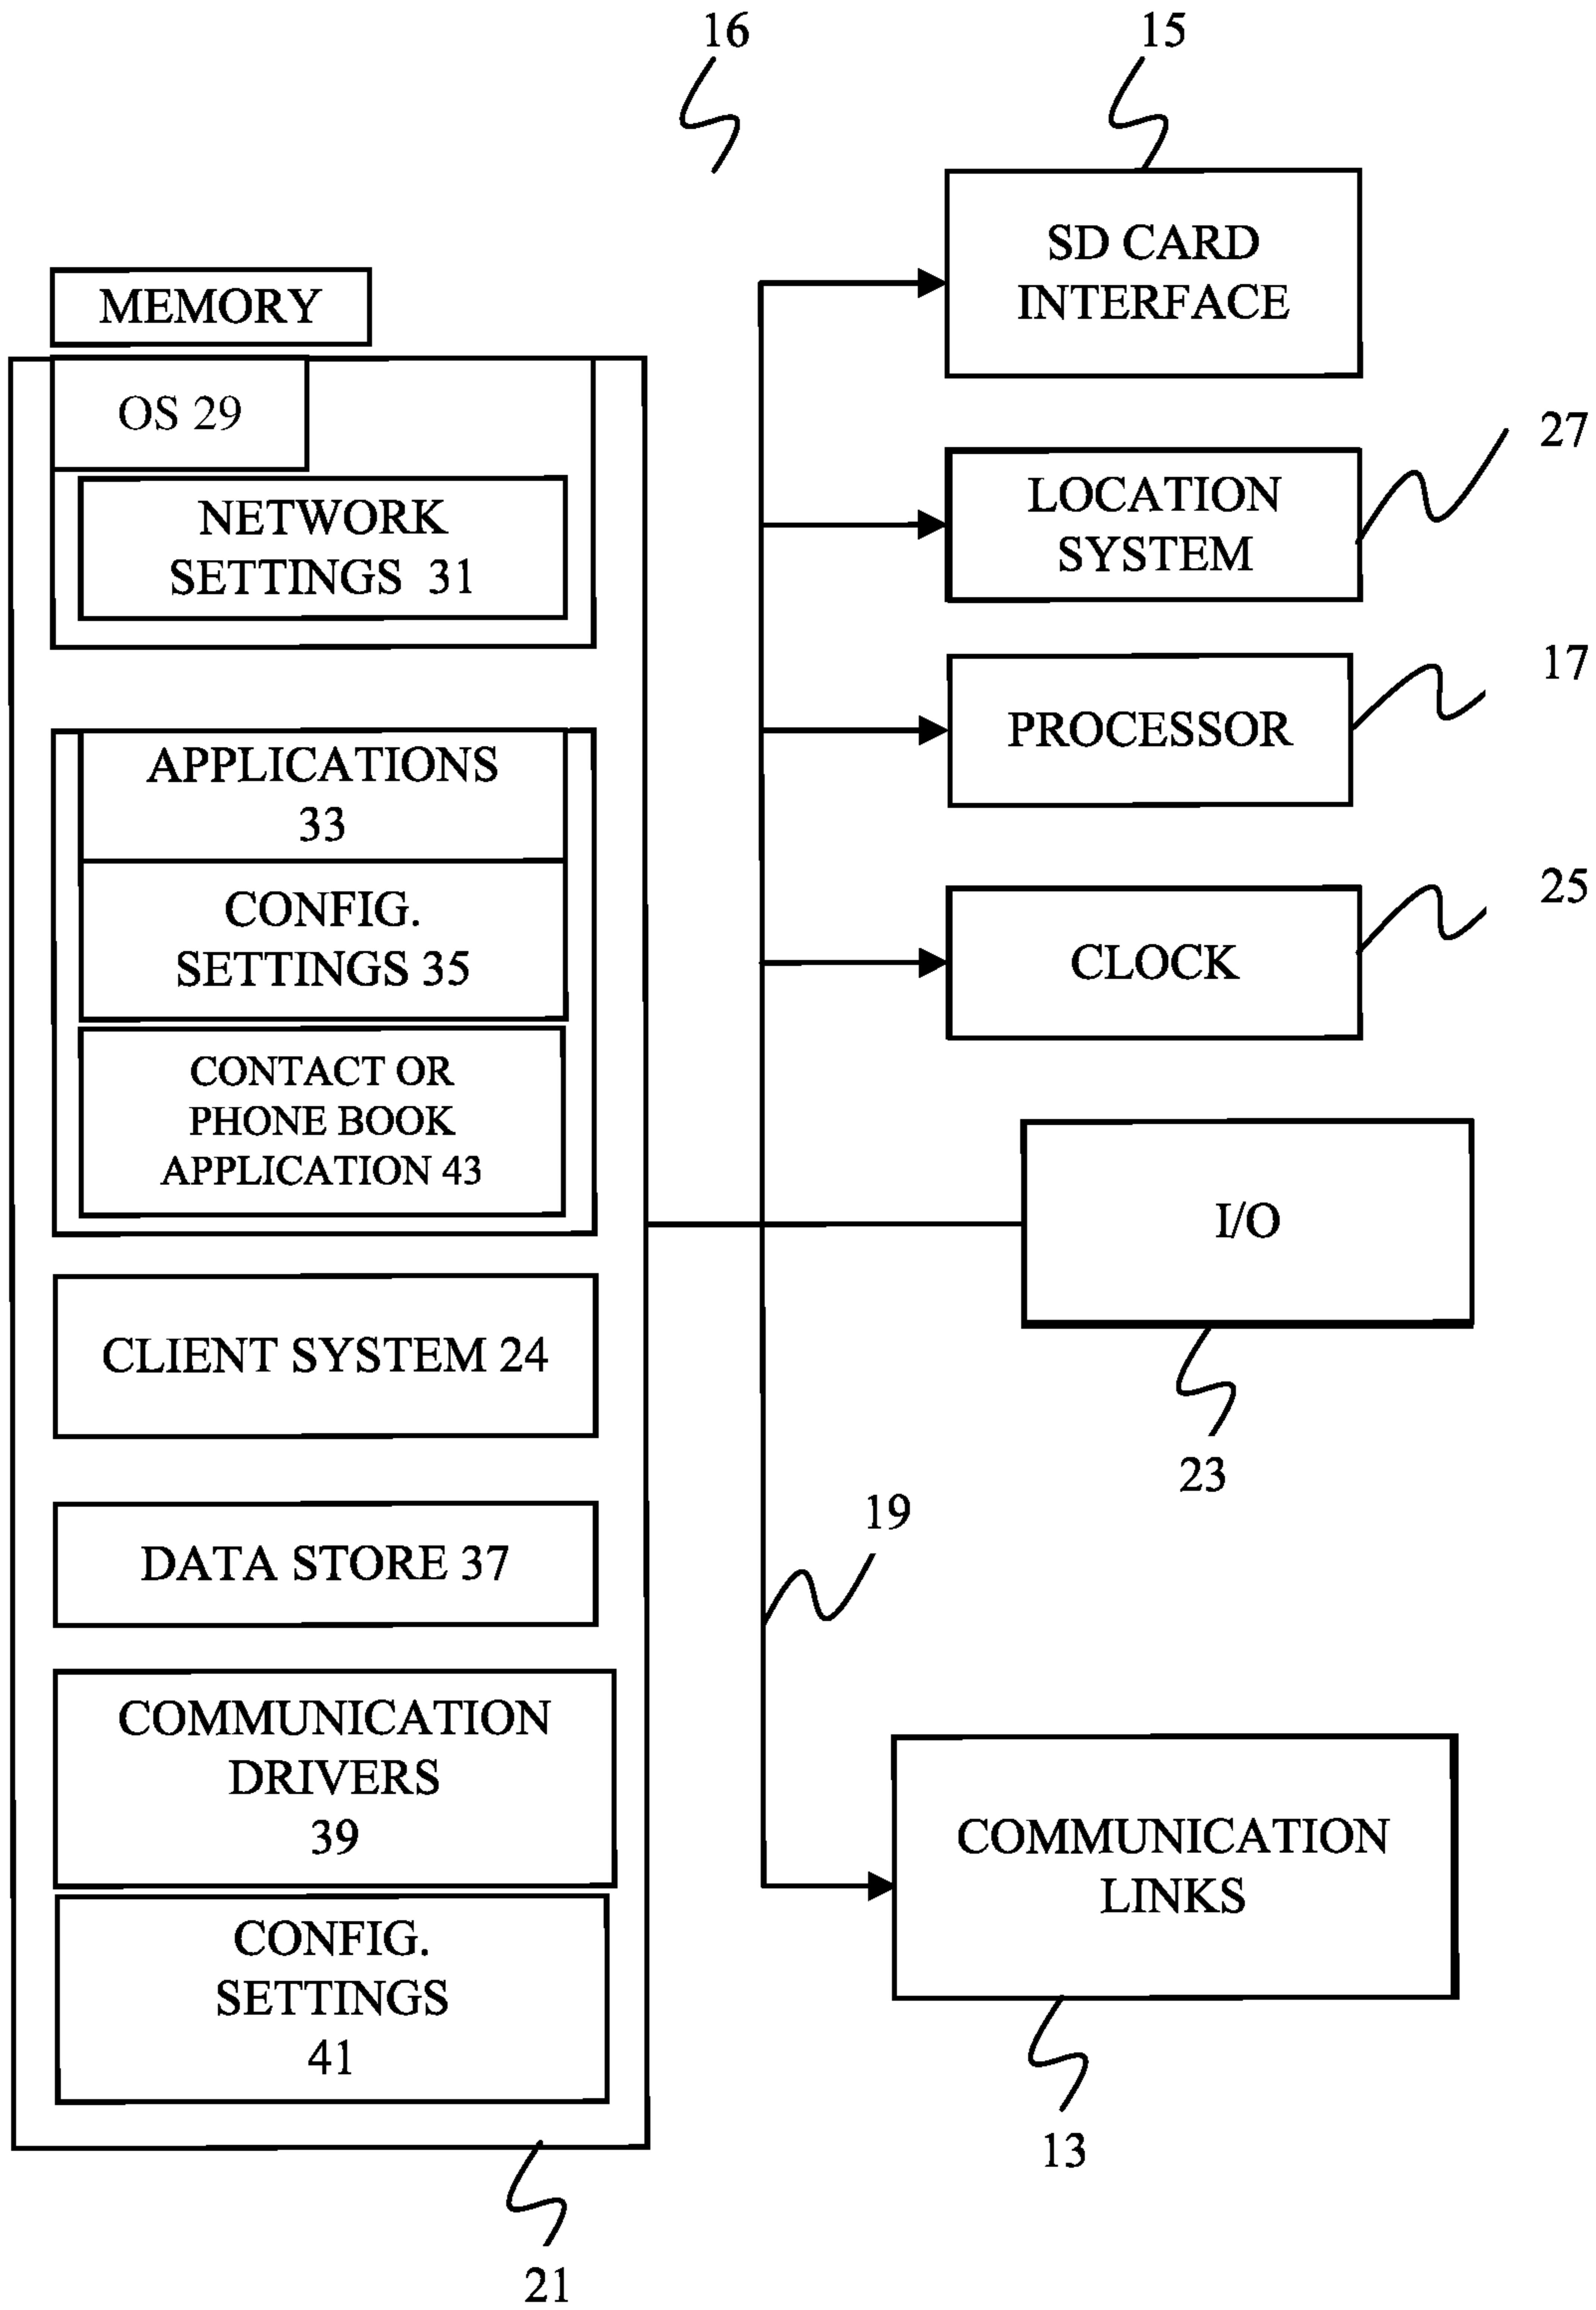 16
15
SD CARD
INTERFACE
MEMORY
OS 29
NETWORK
SETTINGS 31
27
LOCATION
SYSTEM
17
PROCESSOR
APPLICATIONS
33
CONFIG.
SETTINGS 35
25
CLOCK
CONTACT OR
PHONE BOOK
APPLICATION 43
I/O
CLIENT SYSTEM 24
23
19
DATA STORE 37
COMMUNICATION
DRIVERS
39
COMMUNICATION
LINKS
CONFIG.
SETTINGS
41
13
21